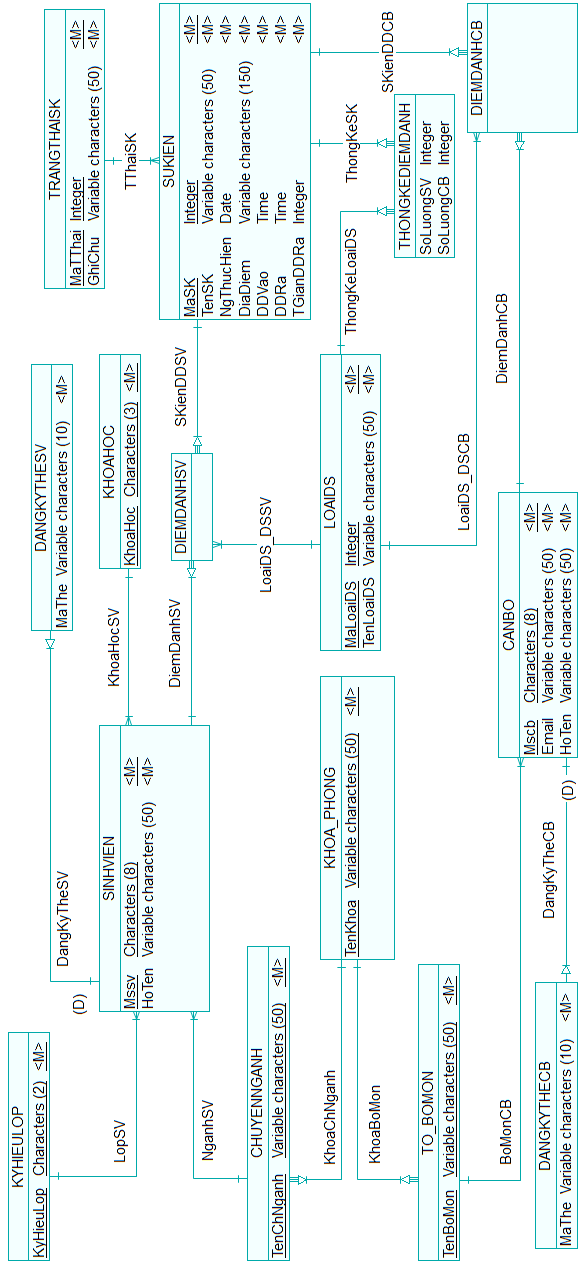 KYHIEULOP
KyHieuLop Characters (2) <M>
DANGKYTHESV
MaThe Variable characters (10) <M>
TRANGTHAISK
MaTThai Integer <M>
GhiChu Variable characters (50) <M>
DangKyTheSV
(D)
LopSV
SINHVIEN
Mssv Characters (8) <M>
HoTen Variable characters (50) <M>
KhoaHocSV
KHOAHOC
KhoaHoc Characters (3) <M>
TThaiSK
SUKIEN
MaSK Integer <M>
TenSK Variable characters (50) <M>
NgThucHien Date <M>
DiaDiem Variable characters (150) <M>
DDVao Time <M>
DDRa Time <M>
TGianDDRa Integer <M>
NganhSV
DiemDanhSV
DIEMDANHSV
SKienDDSV
LoaiDS_DSSV
CHUYENNGANH
TenChNganh Variable characters (50) <M>
KHOA_PHONG
TenKhoa Variable characters (50) <M>
LOAIDS
MaLoaiDS Integer <M>
TenLoaiDS Variable characters (50) <M>
KhoaChNganh
KhoaBoMon
ThongKeLoaiDS
ThongKeSK
SKienDDCB
THONGKEDIEMDANH
SoLuongSV Integer
SoLuongCB Integer
TO_BOMON
TenBoMon Variable characters (50) <M>
LoaiDS_DSCB
DIEMDANHCB
BoMonCB
CANBO
Mscb Characters (8) <M>
Email Variable characters (50) <M>
HoTen Variable characters (50) <M>
DiemDanhCB
(D)
DangKyTheCB
DANGKYTHECB
MaThe Variable characters (10) <M>